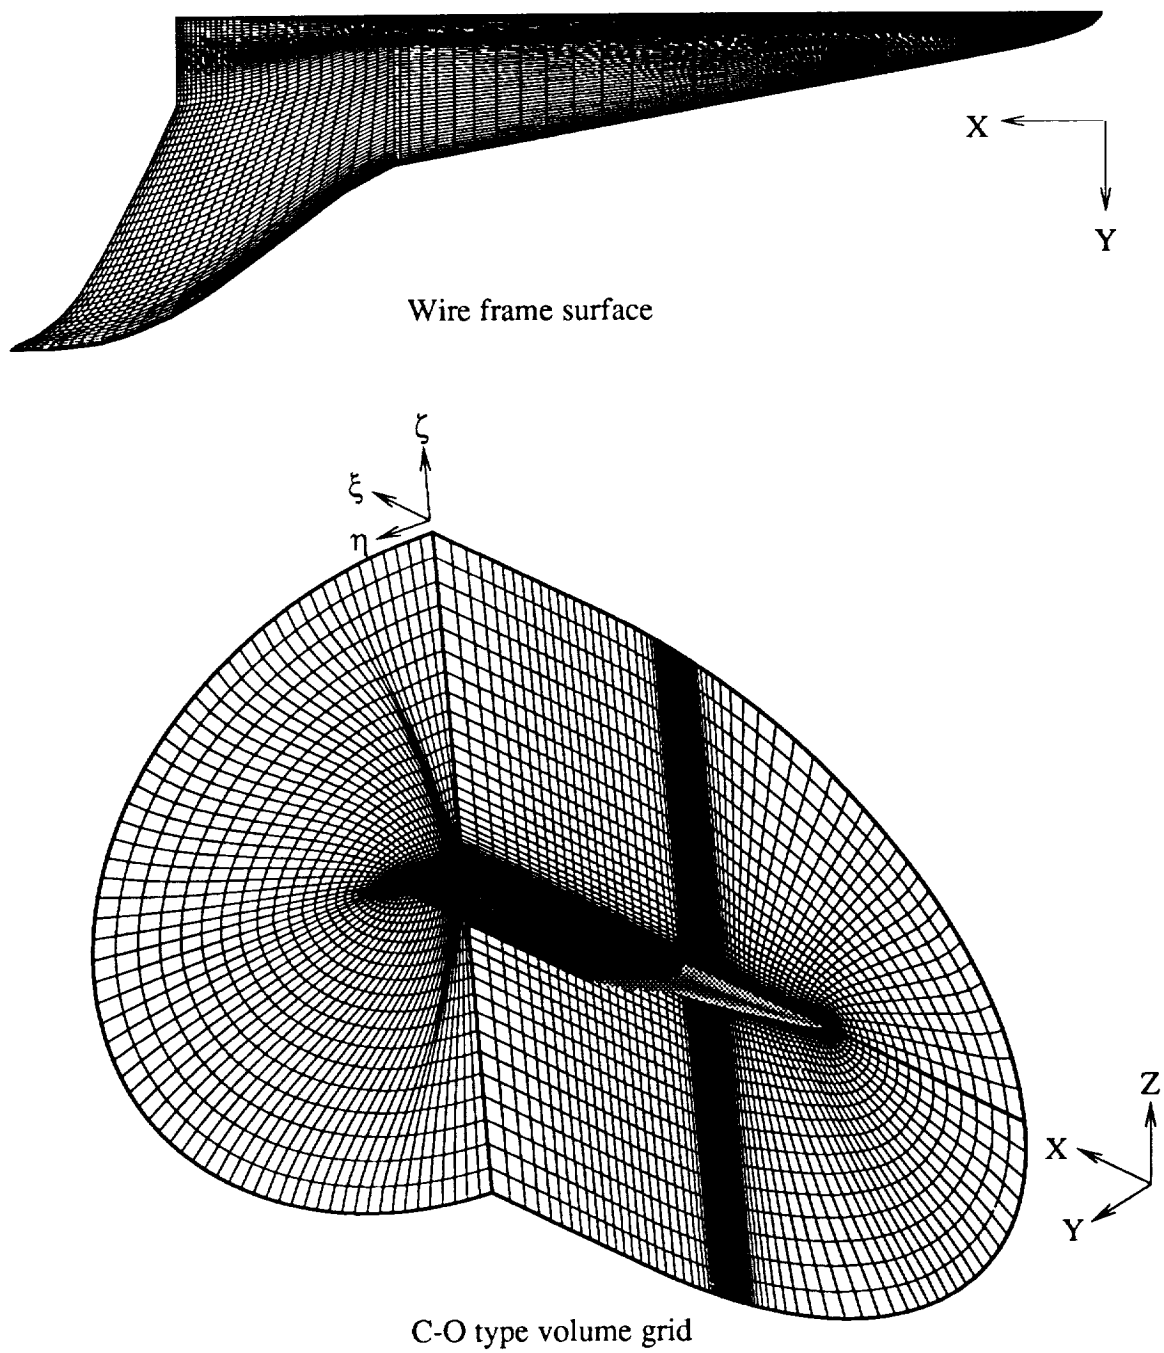 X
Y
Wire frame surface
ζ
ξ
η
Z
X
Y
C-O type volume grid